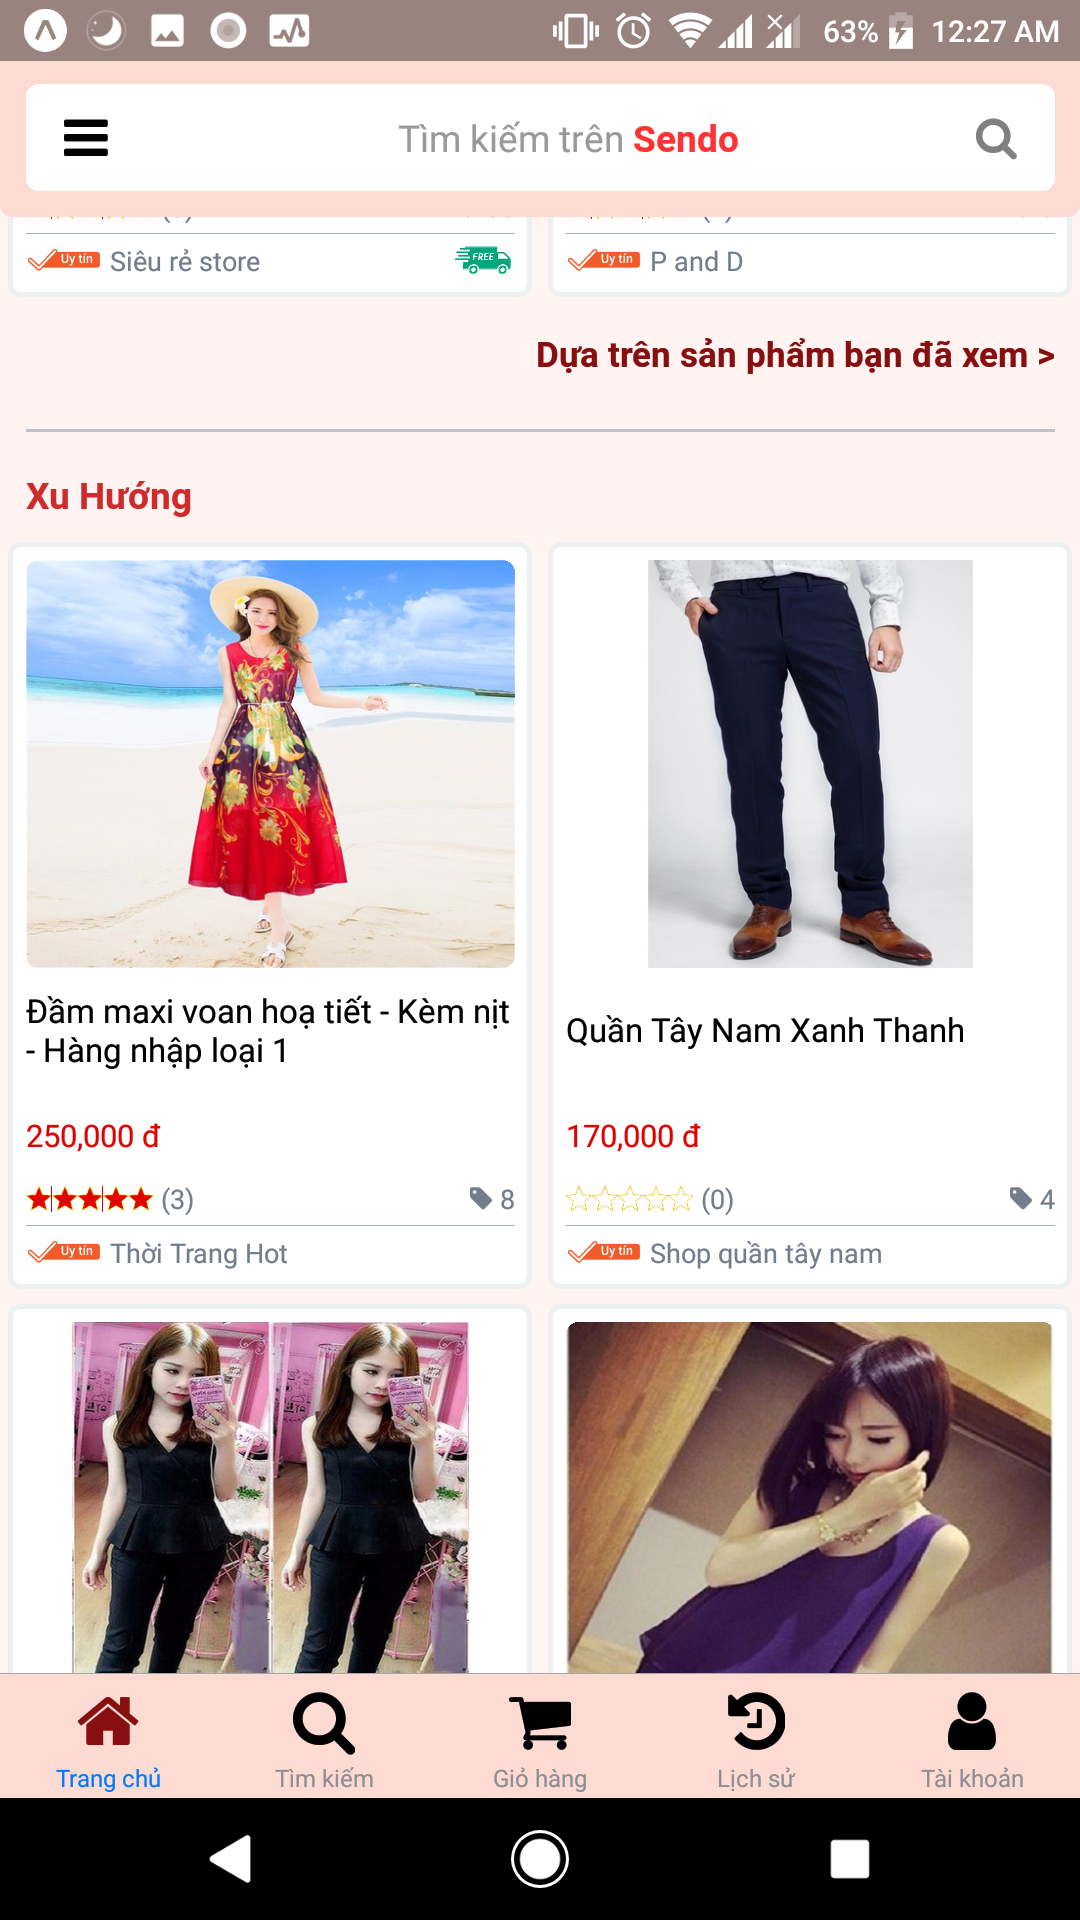 63% 12:27 AM
Tìm kiếm trên Sendo
Uy tín Siêu rẻ store FREE
Uy tín P and D
Dựa trên sản phẩm bạn đã xem >
Xu Hướng
Đầm maxi voan hoạ tiết - Kèm nịt
- Hàng nhập loại 1
250,000 đ
(3) 8
Uy tín Thời Trang Hot
Quần Tây Nam Xanh Thanh
170,000 đ
(0) 4
Uy tín Shop quần tây nam
Trang chủ
Tìm kiếm
Giỏ hàng
Lịch sử
Tài khoản